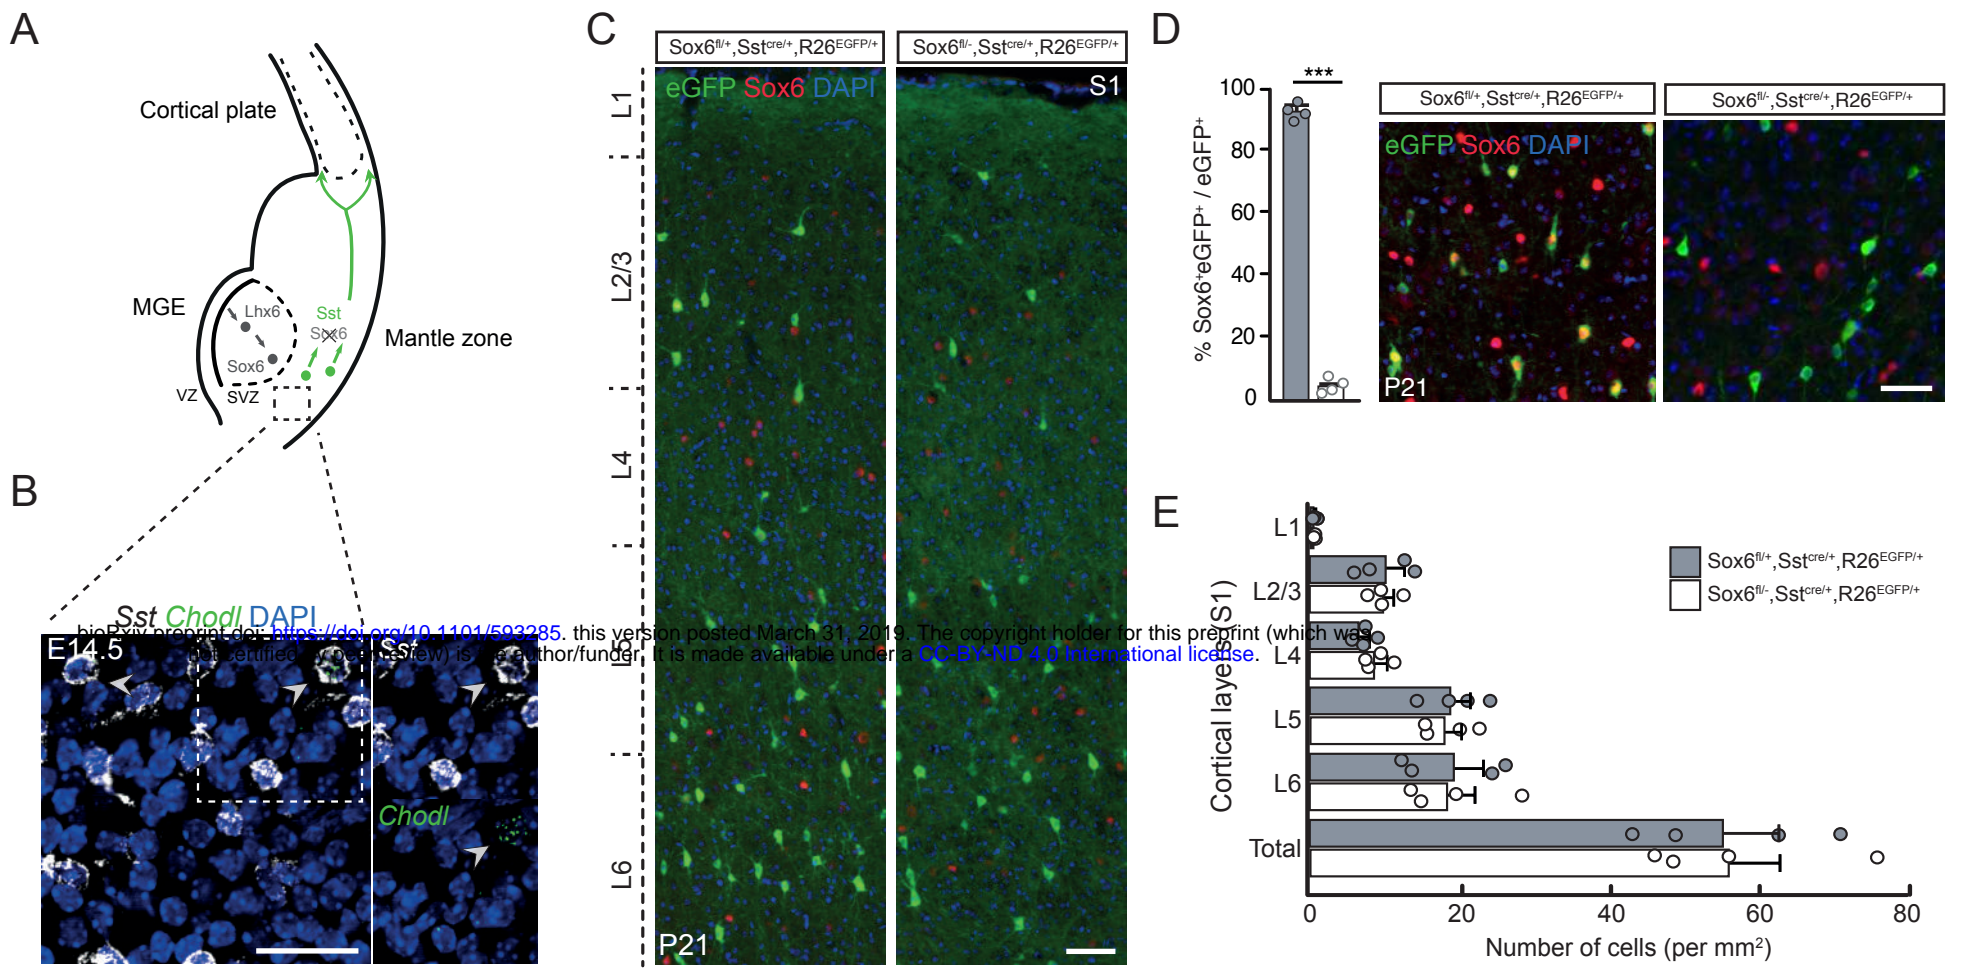 A
Cortical plate
MGE
Lhx6
Sst
Sox6
Sox6
Mantle zone
VZ
SVZ
B
Sst Chodl DAPI
E14.5
Sst
Chodl
bioRxiv preprint doi: https://doi.org/10.1101/593285. this version posted March 31, 2019. The copyright holder for this preprint (which was
not certified by peer review) is the author/funder. It is made available under a CC-BY-ND 4.0 International license.
C
Sox6fl/+,Sstcre/+,R26EGFP/+
Sox6fl/-,Sstcre/+,R26EGFP/+
eGFP Sox6 DAPI
S1
L1
L2/3
L4
L5
L6
P21
D
***
% Sox6+eGFP+ / eGFP+
100
80
60
40
20
0
Sox6fl/+,Sstcre/+,R26EGFP/+
Sox6fl/-,Sstcre/+,R26EGFP/+
eGFP Sox6 DAPI
P21
E
Cortical layers (S1)
L1
L2/3
L4
L5
L6
Total
Sox6fl/+,Sstcre/+,R26EGFP/+
Sox6fl/-,Sstcre/+,R26EGFP/+
0 20 40 60 80
Number of cells (per mm2)